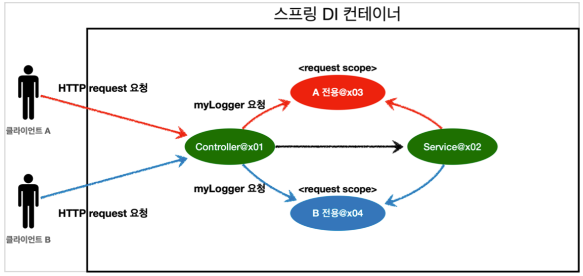 스프링 DI 컨테이너
<request scope>
HTTP request 요청
A 전용@x03
myLogger 요청
클라이언트 A
Controller@x01
Service@x02
myLogger 요청
<request scope>
HTTP request 요청
B 전용@x04
클라이언트 B